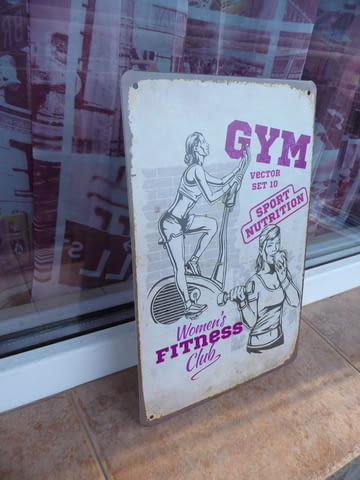 GYM
VECTOR
SET 10
SPORT
NUTRITION
Women's
FITNESS
Club